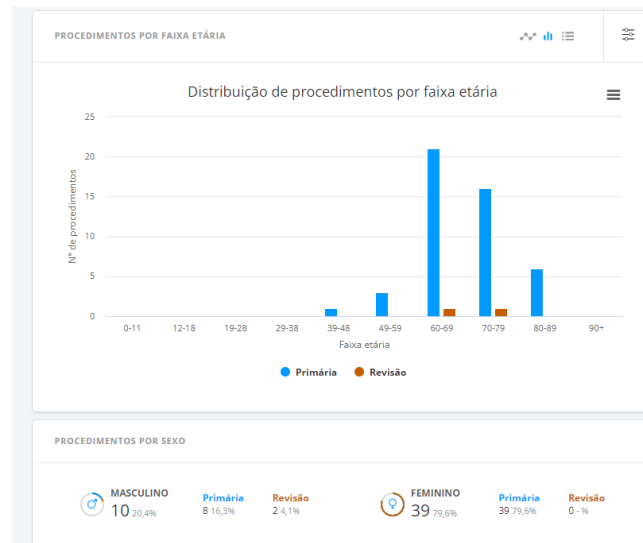 PROCEDIMENTOS POR FAIXA ETÁRIA
Distribuição de procedimentos por faixa etária
25
20
15
10
5
0
Nº de procedimentos
0-11 12-18 19-28 29-38 39-48 49-59 60-69 70-79 80-89 90+
Faixa etária
Primária Revisão
PROCEDIMENTOS POR SEXO
MASCULINO Primária Revisão FEMININO Primária Revisão
10 20,4% 8 16,3% 2 4,1% 39 79,6% 39 79,6% 0 - %